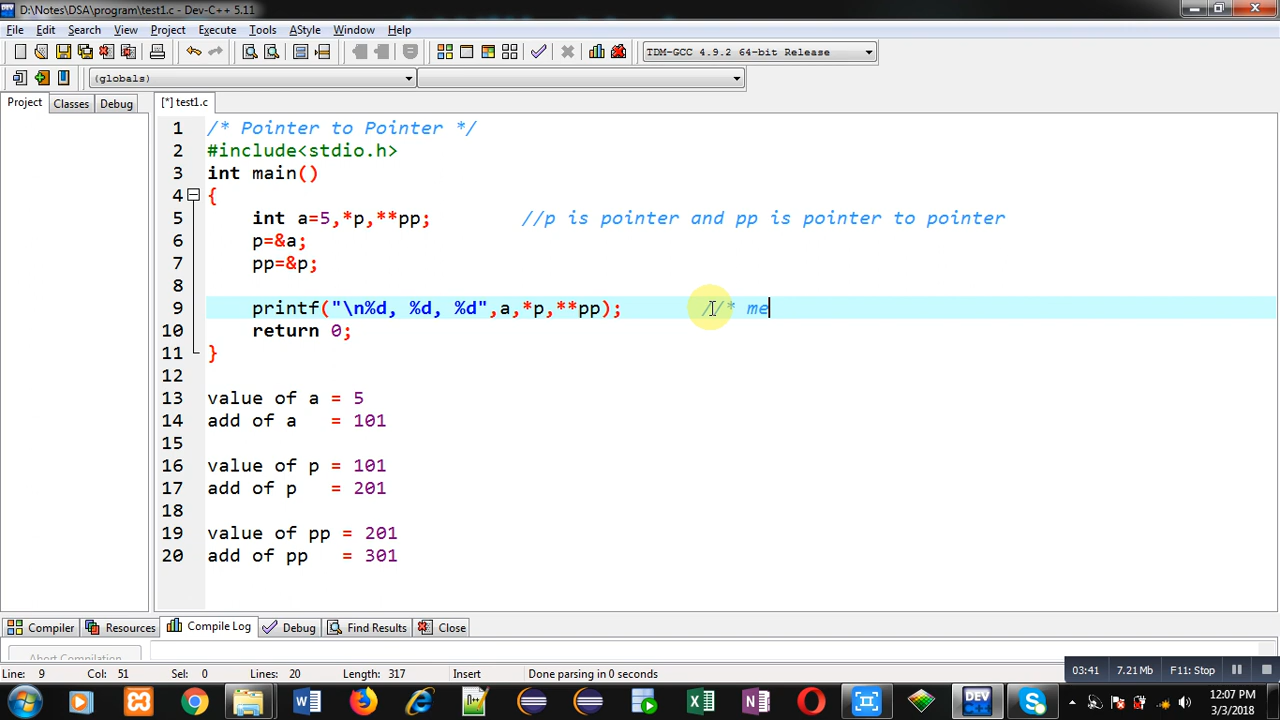 D:\Notes\DSA\program\test1.c - Dev-C++ 5.11
File Edit Search View Project Execute Tools AStyle Window Help
TDM-GCC 4.9.2 64-bit Release
(globals)
Project Classes Debug [*] test1.c
1 /* Pointer to Pointer */
2 #include<stdio.h>
3 int main()
4 {
5 int a=5,*p,**pp; //p is pointer and pp is pointer to pointer
6 p=&a;
7 pp=&p;
8
9 printf("\n%d, %d, %d",a,*p,**pp); //* me
10 return 0;
11 }
12
13 value of a = 5
14 add of a = 101
15
16 value of p = 101
17 add of p = 201
18
19 value of pp = 201
20 add of pp = 301
Compiler Resources Compile Log Debug Find Results Close
Abort Compilation
Line: 9 Col: 51 Sel: 0 Lines: 20 Length: 317 Insert Done parsing in 0 seconds
03:41 7.21 Mb F11: Stop
DEV
12:07 PM
3/3/2018